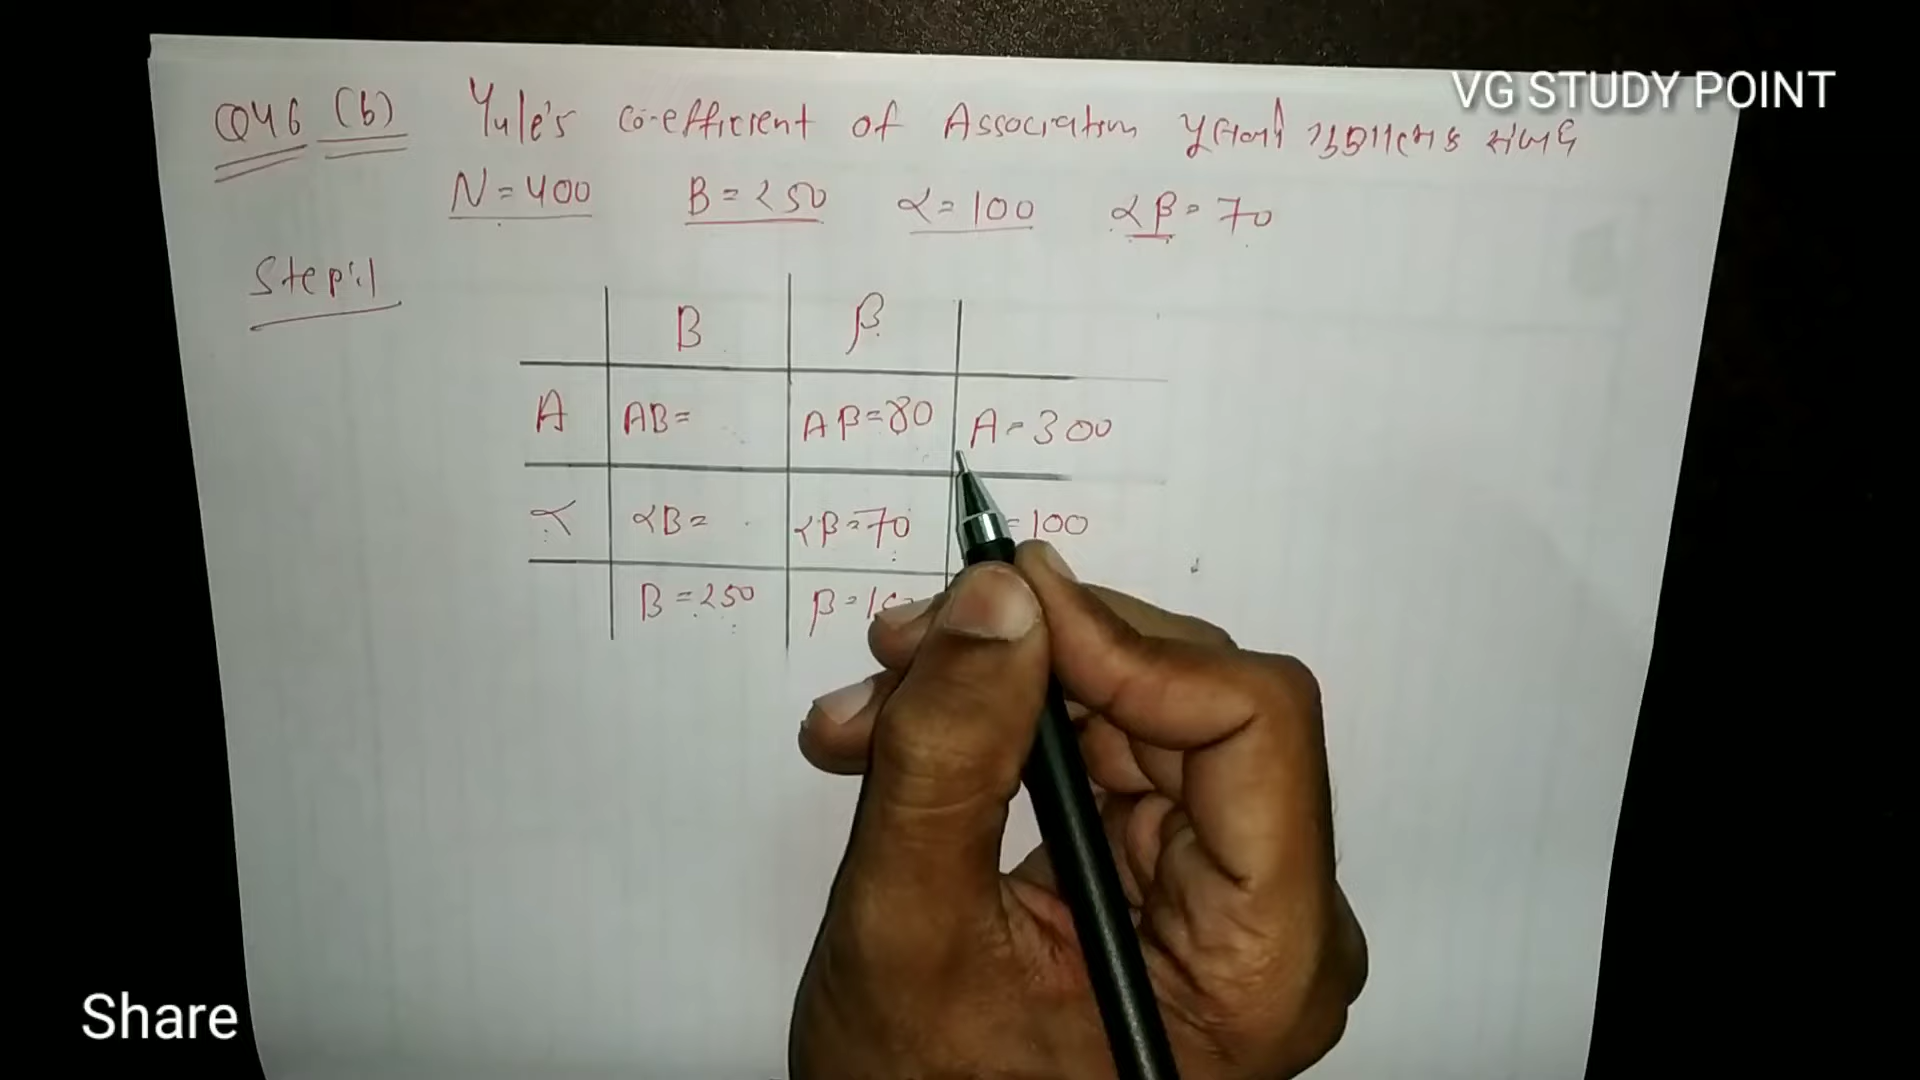 VG STUDY POINT
Q46 (b) Yule's co-efficient of Association
N = 400 B = 250 α = 100 αβ = 70
Step:1
B β
A AB= Aβ=80 A=300
α αB= αβ=70 =100
B=250 β=15
Share